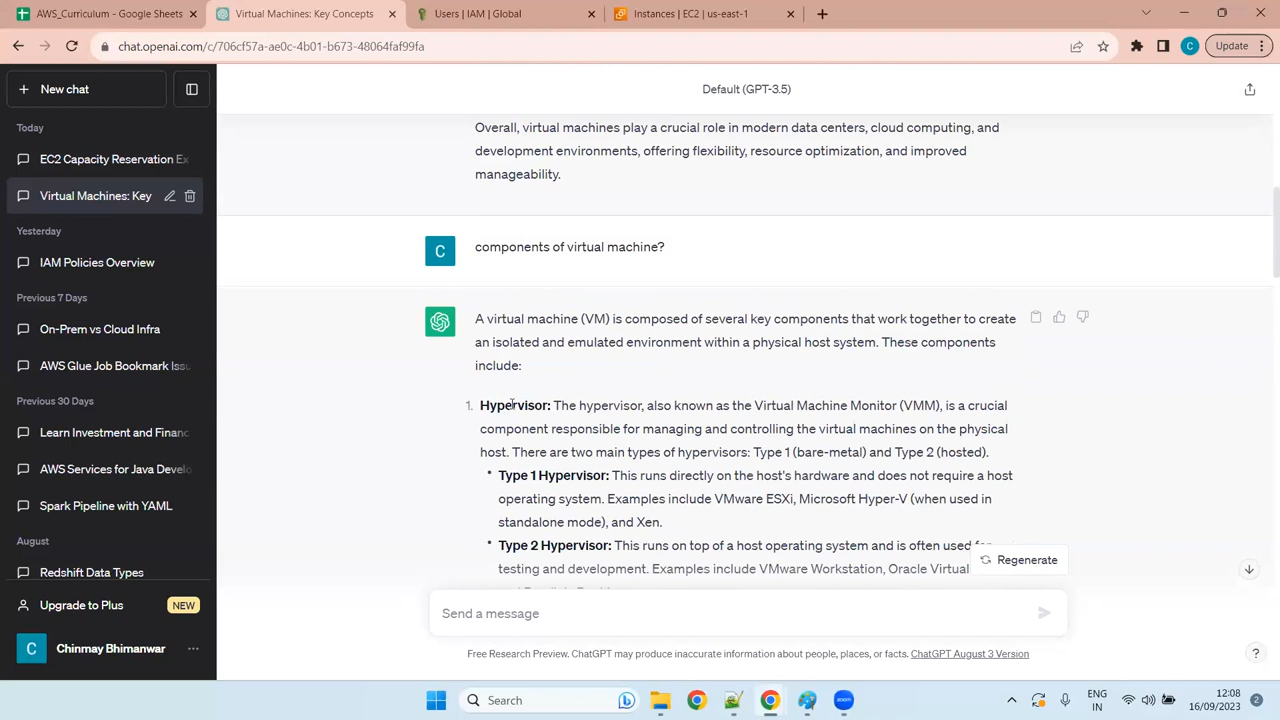 AWS_Curriculum - Google Sheets
Virtual Machines: Key Concepts
Users | IAM | Global
Instances | EC2 | us-east-1
chat.openai.com/c/706cf57a-ae0c-4b01-b673-48064faf99fa
C
Update
New chat
Default (GPT-3.5)
Today
EC2 Capacity Reservation Ex
Virtual Machines: Key
Yesterday
IAM Policies Overview
Previous 7 Days
On-Prem vs Cloud Infra
AWS Glue Job Bookmark Issu
Previous 30 Days
Learn Investment and Financ
AWS Services for Java Develo
Spark Pipeline with YAML
August
Redshift Data Types
Upgrade to Plus
NEW
C
Chinmay Bhimanwar
Overall, virtual machines play a crucial role in modern data centers, cloud computing, and
development environments, offering flexibility, resource optimization, and improved
manageability.
C
components of virtual machine?
A virtual machine (VM) is composed of several key components that work together to create
an isolated and emulated environment within a physical host system. These components
include:
1. Hypervisor: The hypervisor, also known as the Virtual Machine Monitor (VMM), is a crucial
component responsible for managing and controlling the virtual machines on the physical
host. There are two main types of hypervisors: Type 1 (bare-metal) and Type 2 (hosted).
• Type 1 Hypervisor: This runs directly on the host's hardware and does not require a host
operating system. Examples include VMware ESXi, Microsoft Hyper-V (when used in
standalone mode), and Xen.
• Type 2 Hypervisor: This runs on top of a host operating system and is often used for
testing and development. Examples include VMware Workstation, Oracle Virtual
Regenerate
Send a message
Free Research Preview. ChatGPT may produce inaccurate information about people, places, or facts. ChatGPT August 3 Version
?
Search
ENG
IN
12:08
16/09/2023
2